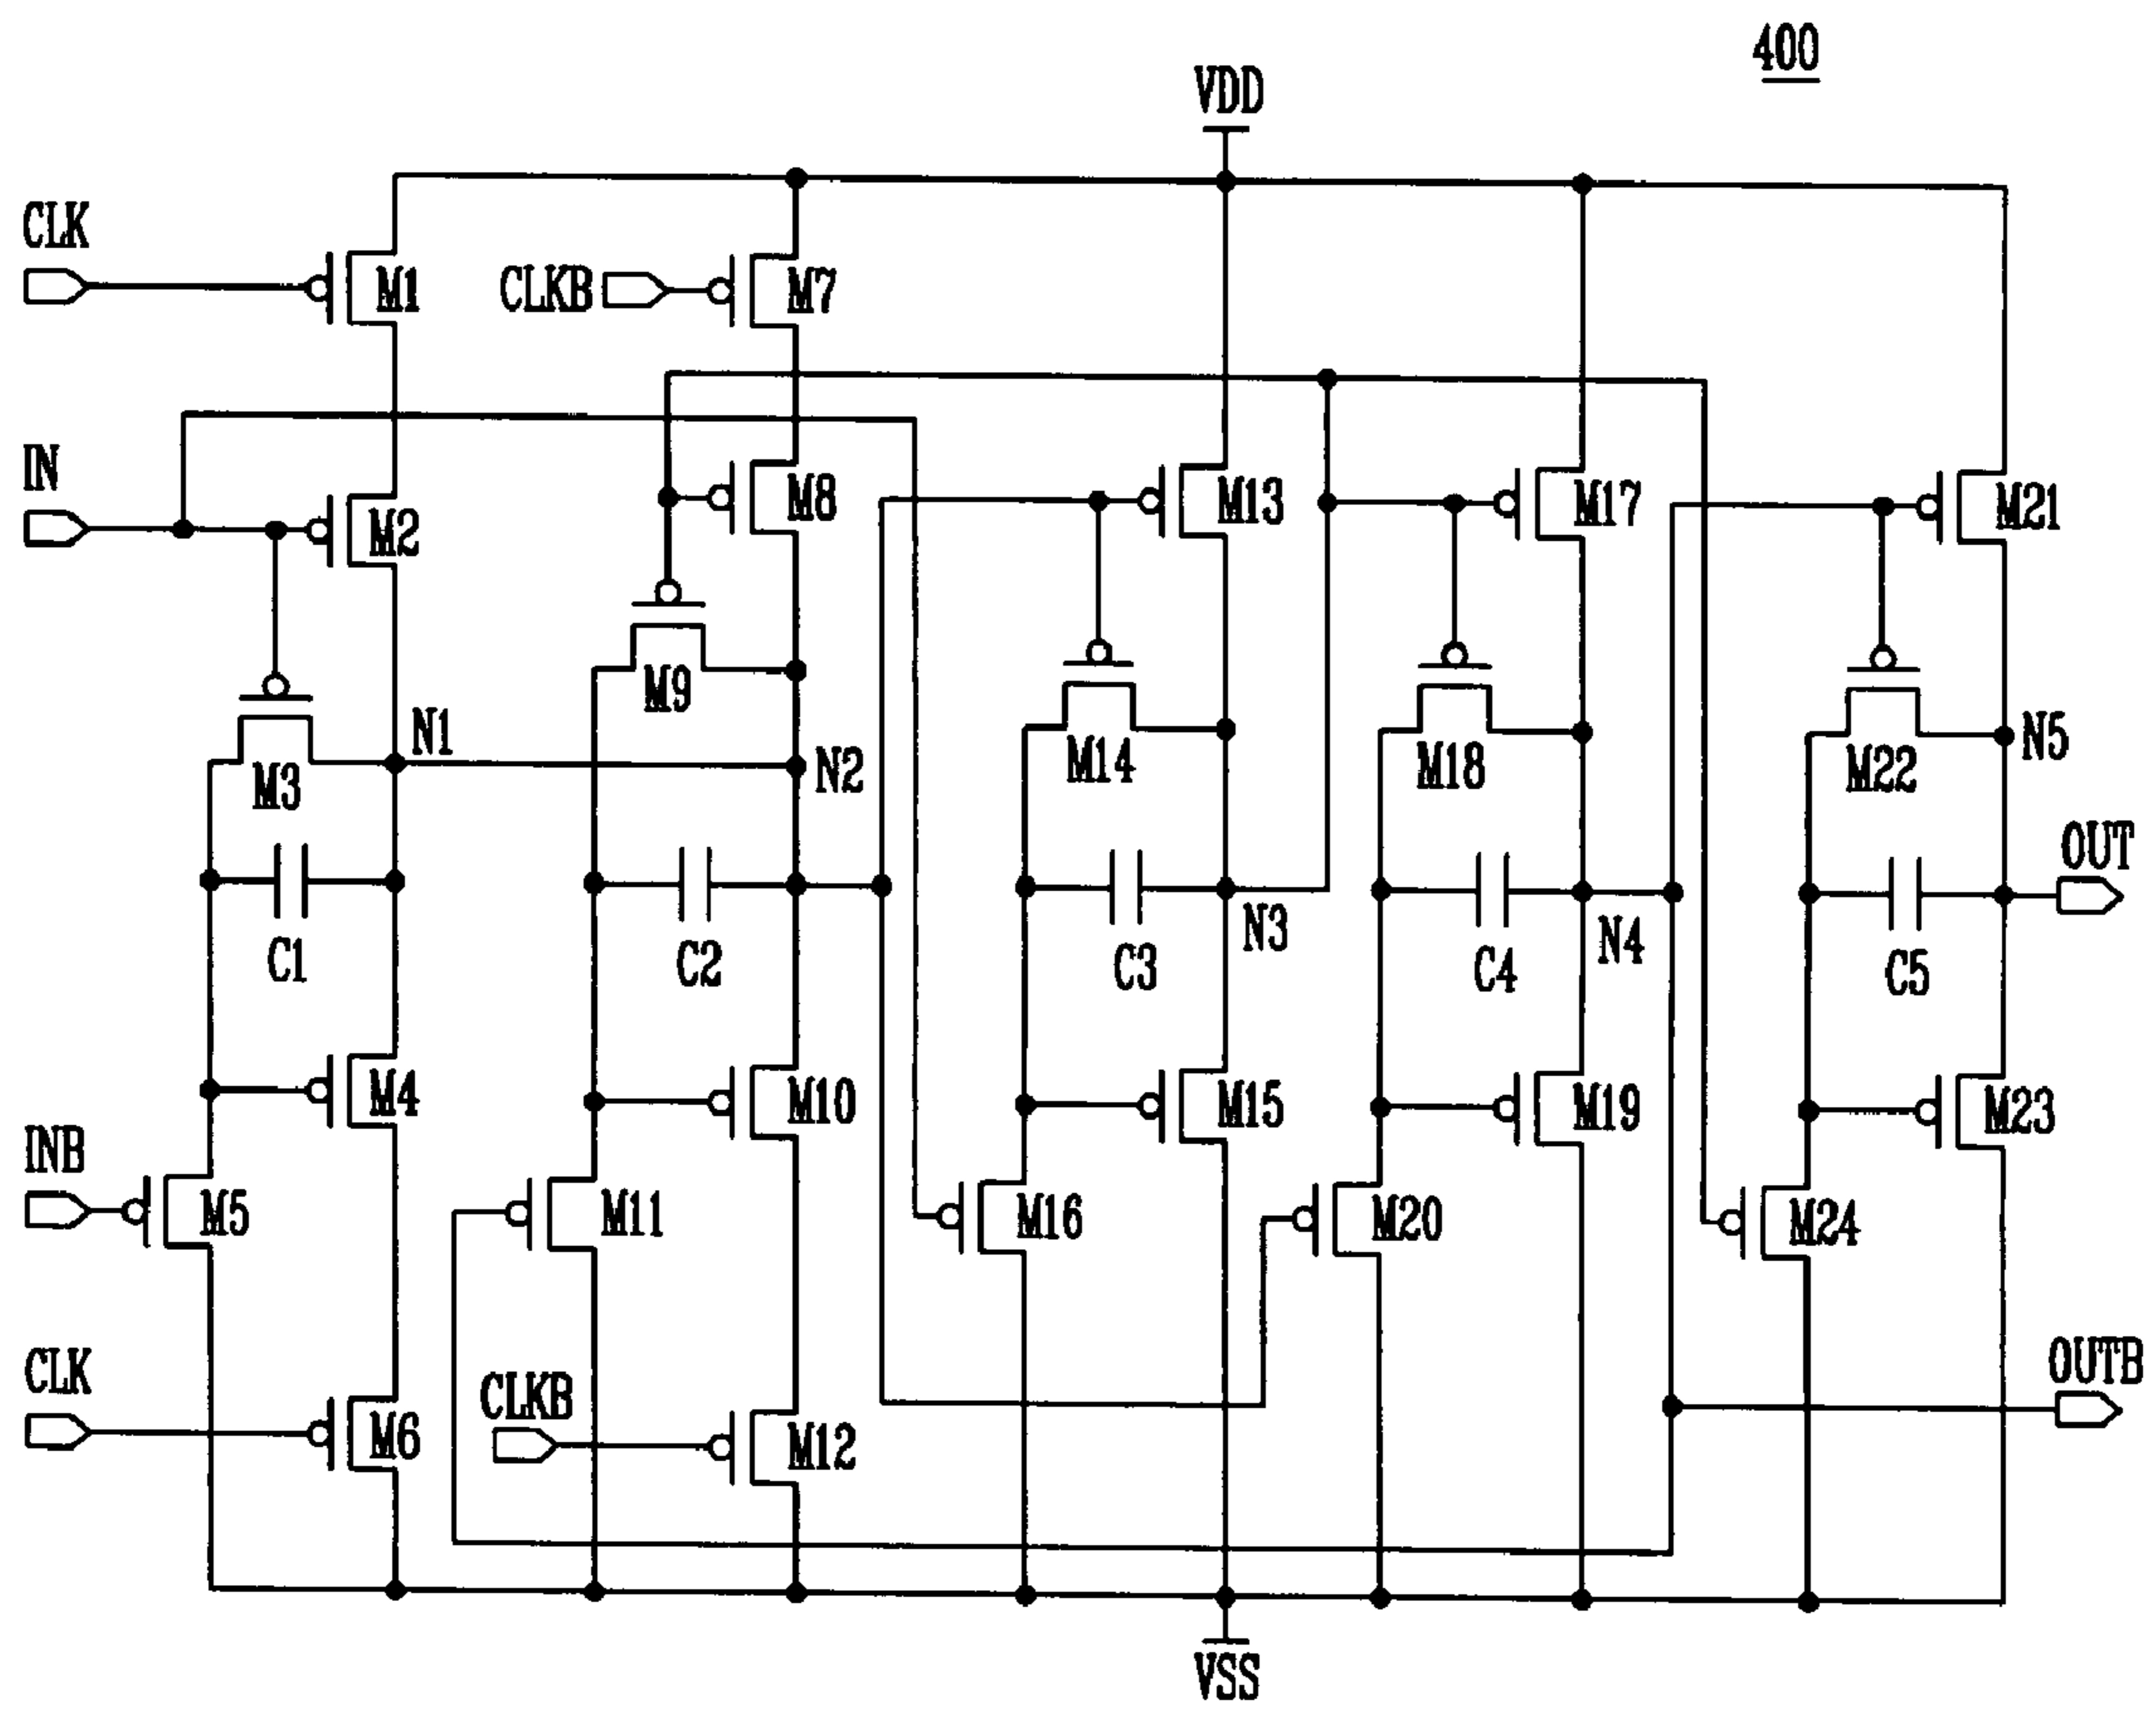 400
VDD
CLK
M1
CLKB
M7
IN
M2
M8
M13
M17
M21
M9
M3
N1
N2
M14
M18
M22
N5
OUT
C1
C2
C3
N3
C4
N4
C5
M4
M10
M15
M19
M23
INB
M5
M11
M16
M20
M24
CLK
M6
CLKB
M12
OUTB
VSS